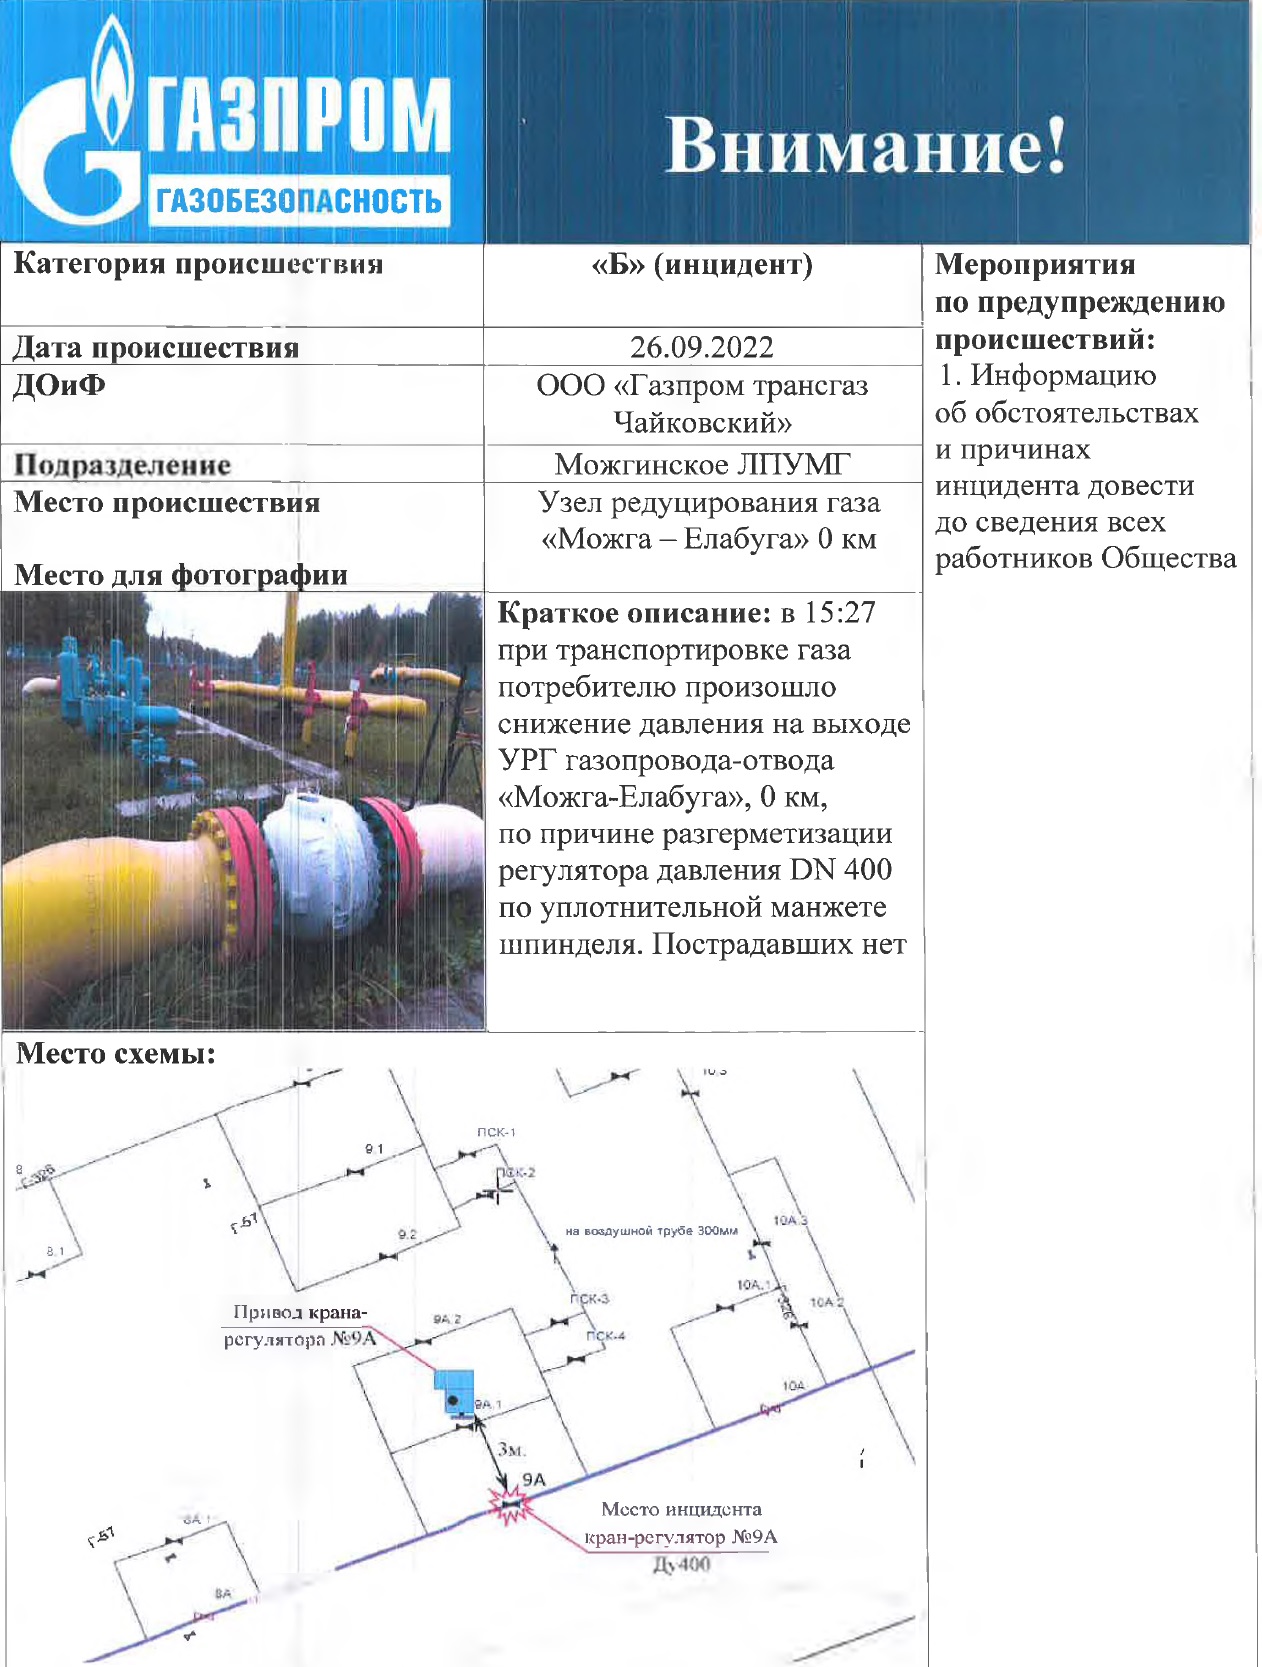 ГАЗПРОМ
ГАЗОБЕЗОПАСНОСТЬ
Внимание!
Категория происшествия
«Б» (инцидент)
Дата происшествия
26.09.2022
ДОиФ
ООО «Газпром трансгаз
Чайковский»
Подразделение
Можгинское ЛПУМГ
Место происшествия
Узел редуцирования газа
«Можга – Елабуга» 0 км
Место для фотографии
Мероприятия
по предупреждению
происшествий:
1. Информацию
об обстоятельствах
и причинах
инцидента довести
до сведения всех
работников Общества
Краткое описание: в 15:27
при транспортировке газа
потребителю произошло
снижение давления на выходе
УРГ газопровода-отвода
«Можга-Елабуга», 0 км,
по причине разгерметизации
регулятора давления DN 400
по уплотнительной манжете
шпинделя. Пострадавших нет
Место схемы:
10.3
ПСК-1
9.1
8
Г-326
ПСК-2
Г-57
9.2
на воздушной трубе 300мм
10А.3
8.1
10А.1
Г-326
10А.2
ПСК-3
Привод крана-
регулятора №9А
9А.2
ПСК-4
10А
9А.1
3м.
9А
Место инцидента
кран-регулятор №9А
Ду400
8А.1
Г-57
8А